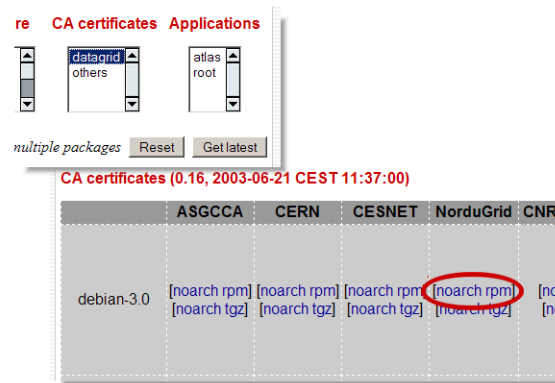 re CA certificates Applications
datagrid atlas
others root
multiple packages Reset Get latest
CA certificates (0.16, 2003-06-21 CEST 11:37:00)
ASGCCA CERN CESNET NorduGrid CNR
debian-3.0 [noarch rpm] [noarch rpm] [noarch rpm] [noarch rpm] [no
[noarch tgz] [noarch tgz] [noarch tgz] [noarch tgz] [n